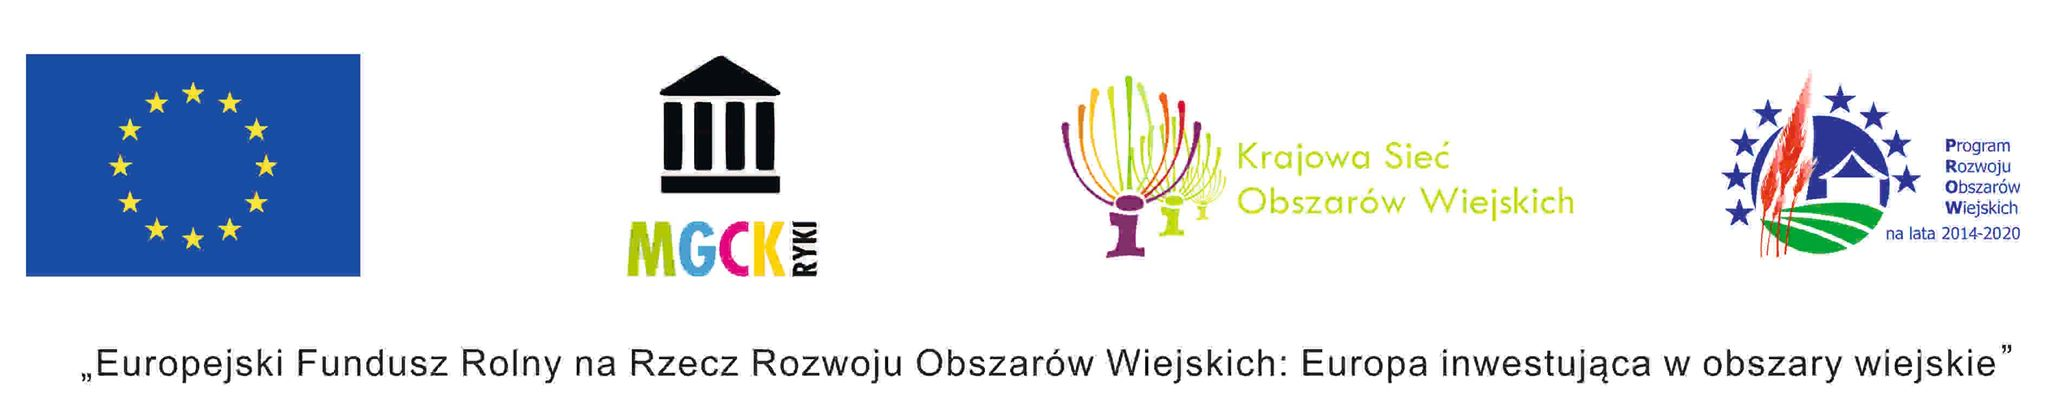 MGCK
RYKI
Krajowa Sieć
Obszarów Wiejskich
Program
Rozwoju
Obszarów
Wiejskich
na lata 2014-2020
„Europejski Fundusz Rolny na Rzecz Rozwoju Obszarów Wiejskich: Europa inwestująca w obszary wiejskie”